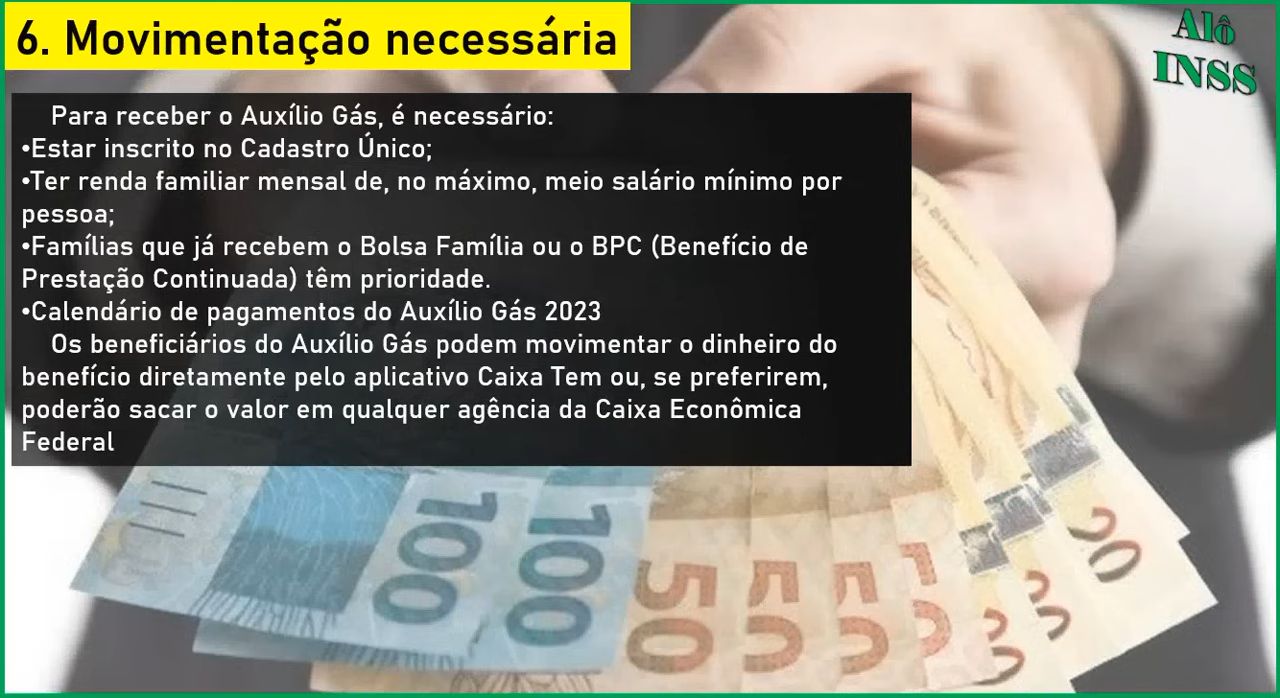 6. Movimentação necessária
Alô
INSS
Para receber o Auxílio Gás, é necessário:
•Estar inscrito no Cadastro Único;
•Ter renda familiar mensal de, no máximo, meio salário mínimo por
pessoa;
•Famílias que já recebem o Bolsa Família ou o BPC (Benefício de
Prestação Continuada) têm prioridade.
•Calendário de pagamentos do Auxílio Gás 2023
Os beneficiários do Auxílio Gás podem movimentar o dinheiro do
benefício diretamente pelo aplicativo Caixa Tem ou, se preferirem,
poderão sacar o valor em qualquer agência da Caixa Econômica
Federal
100
100
50
50
50
20